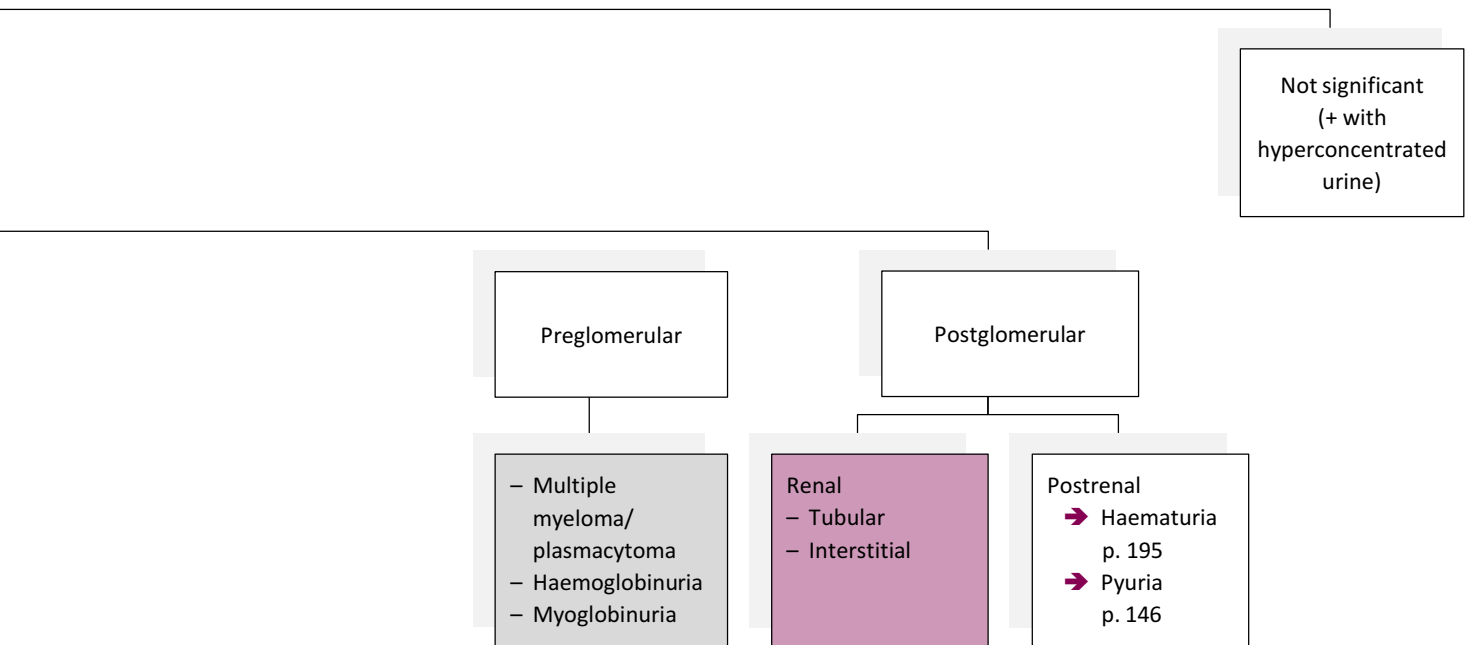 Not significant
(+ with
hyperconcentrated
urine)
Preglomerular
Postglomerular
– Multiple
myeloma/
plasmacytoma
– Haemoglobinuria
– Myoglobinuria
Renal
– Tubular
– Interstitial
Postrenal
➔ Haematuria
p. 195
➔ Pyuria
p. 146